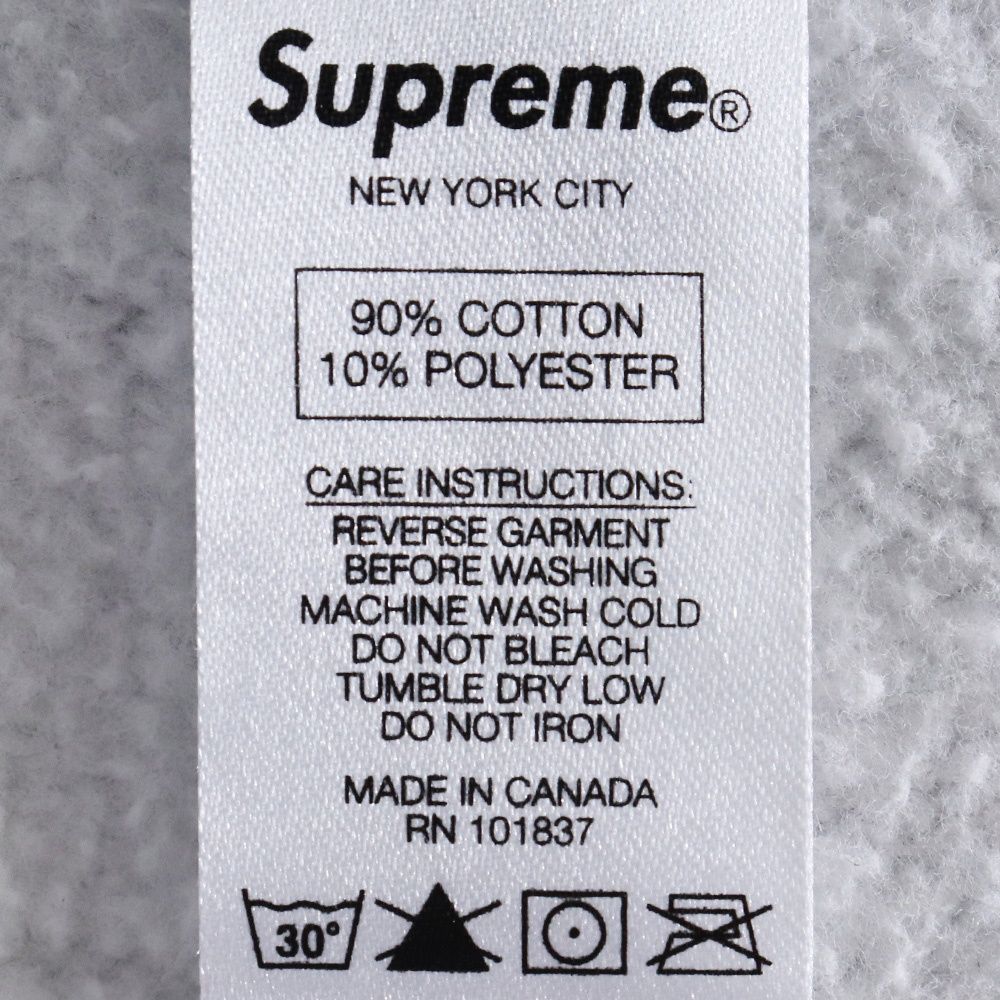 Supreme®
NEW YORK CITY
90% COTTON
10% POLYESTER
CARE INSTRUCTIONS:
REVERSE GARMENT
BEFORE WASHING
MACHINE WASH COLD
DO NOT BLEACH
TUMBLE DRY LOW
DO NOT IRON
MADE IN CANADA
RN 101837
30°